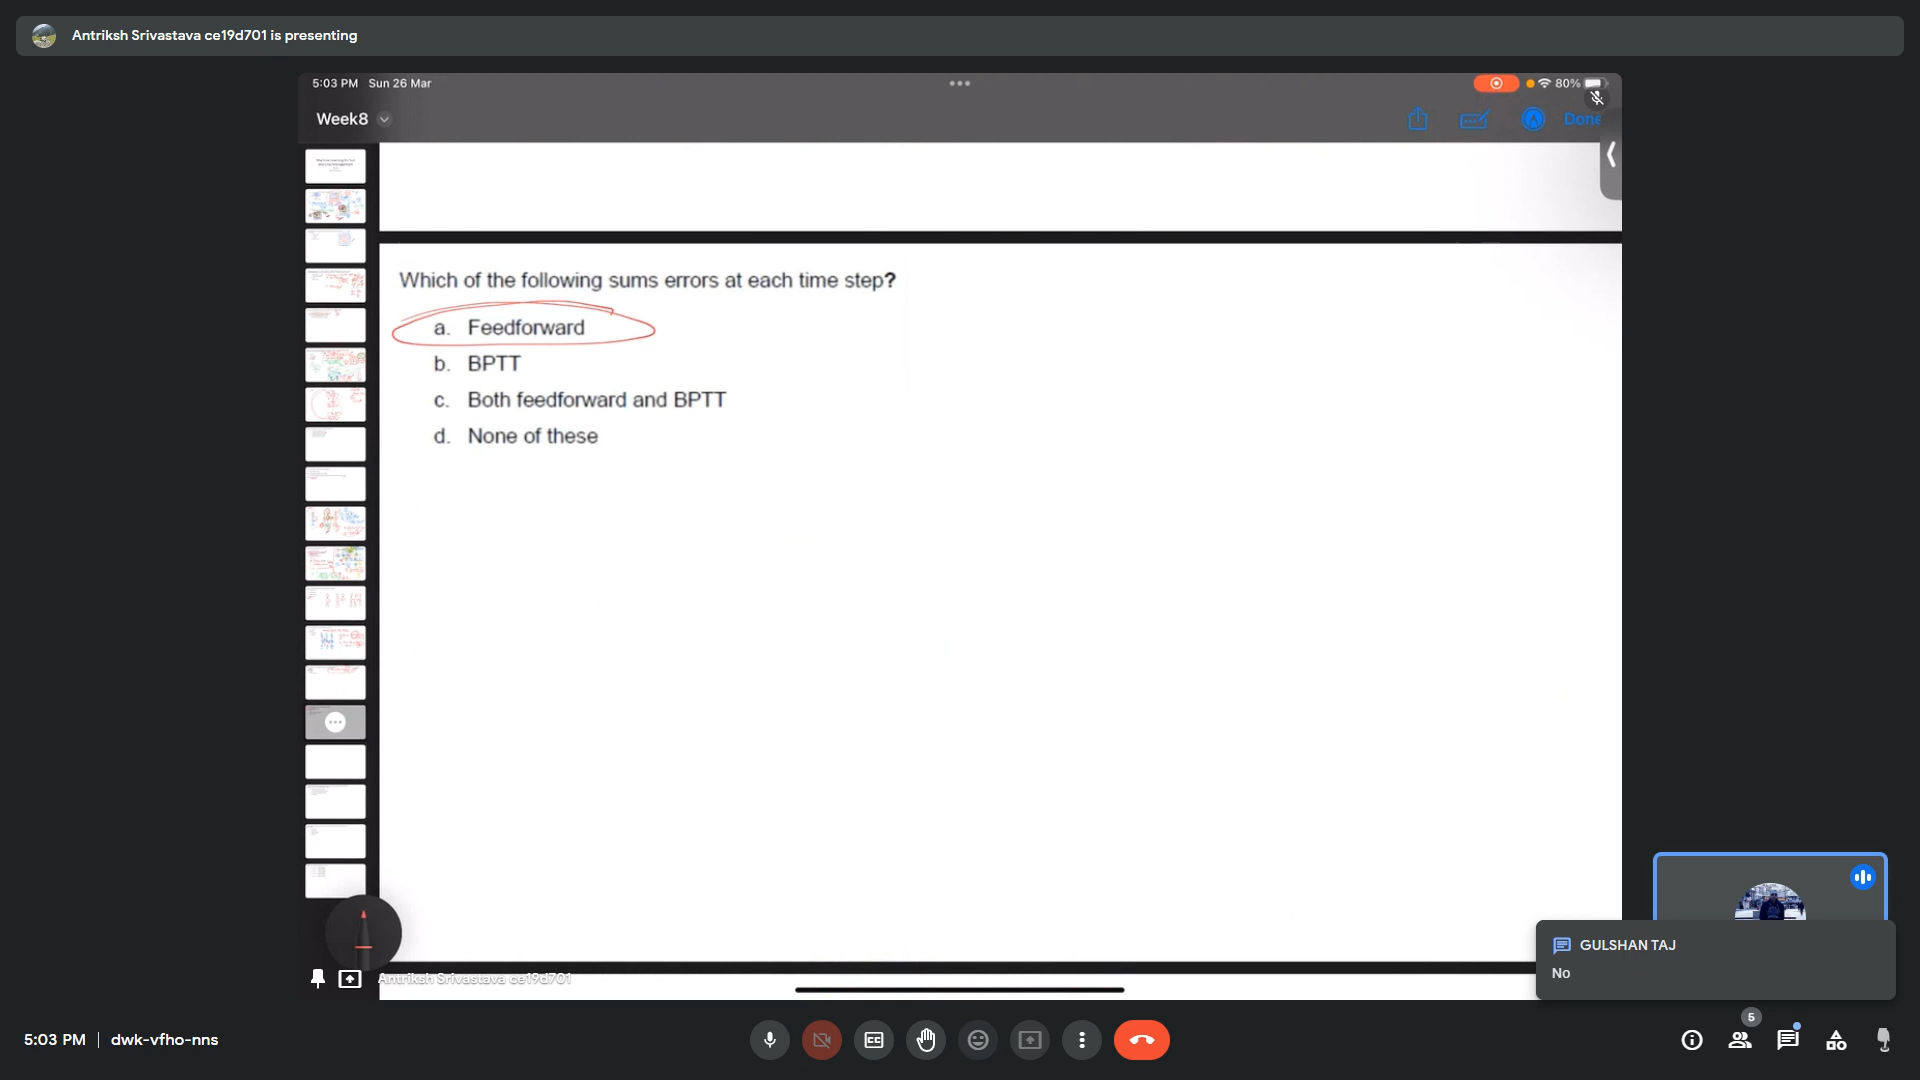 Antriksh Srivastava ce19d701 is presenting
5:03 PM Sun 26 Mar
80%
Week8
Done
Which of the following sums errors at each time step?
a. Feedforward
b. BPTT
c. Both feedforward and BPTT
d. None of these
GULSHAN TAJ
No
Antriksh Srivastava ce19d701
5:03 PM | dwk-vfho-nns
CC
5